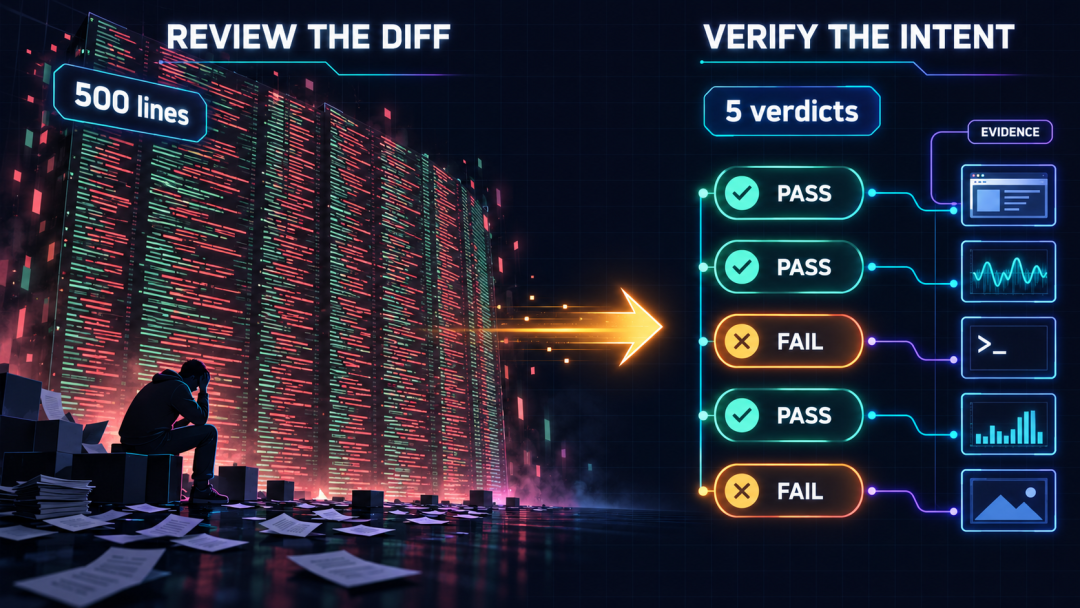 REVIEW THE DIFF
500 lines
VERIFY THE INTENT
5 verdicts
EVIDENCE
PASS
PASS
FAIL
>_
PASS
FAIL